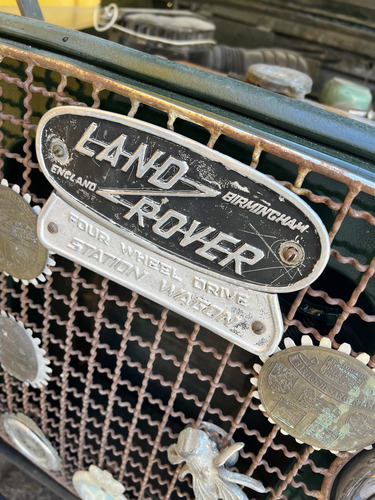 LAND
BIRMINGHAM
ENGLAND
ROVER
FOUR WHEEL DRIVE
STATION WAGON